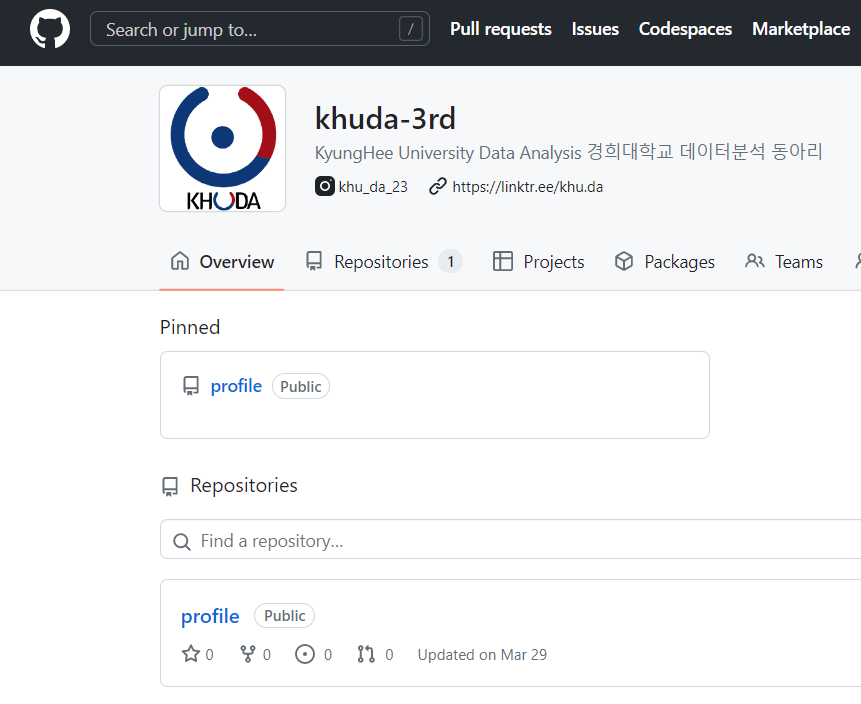 Search or jump to... / Pull requests Issues Codespaces Marketplace
KHUDA
khuda-3rd
KyungHee University Data Analysis 경희대학교 데이터분석 동아리
khu_da_23 https://linktr.ee/khu.da
Overview Repositories 1 Projects Packages Teams
Pinned
profile Public
Repositories
Find a repository...
profile Public
0 0 0 0 Updated on Mar 29